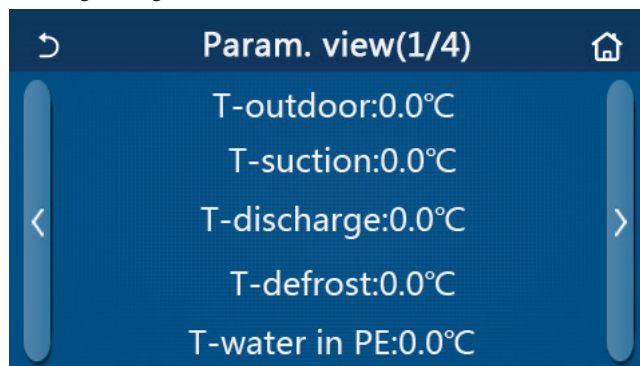 Param. view(1/4)
T-outdoor:0.0℃
T-suction:0.0℃
T-discharge:0.0℃
T-defrost:0.0℃
T-water in PE:0.0℃